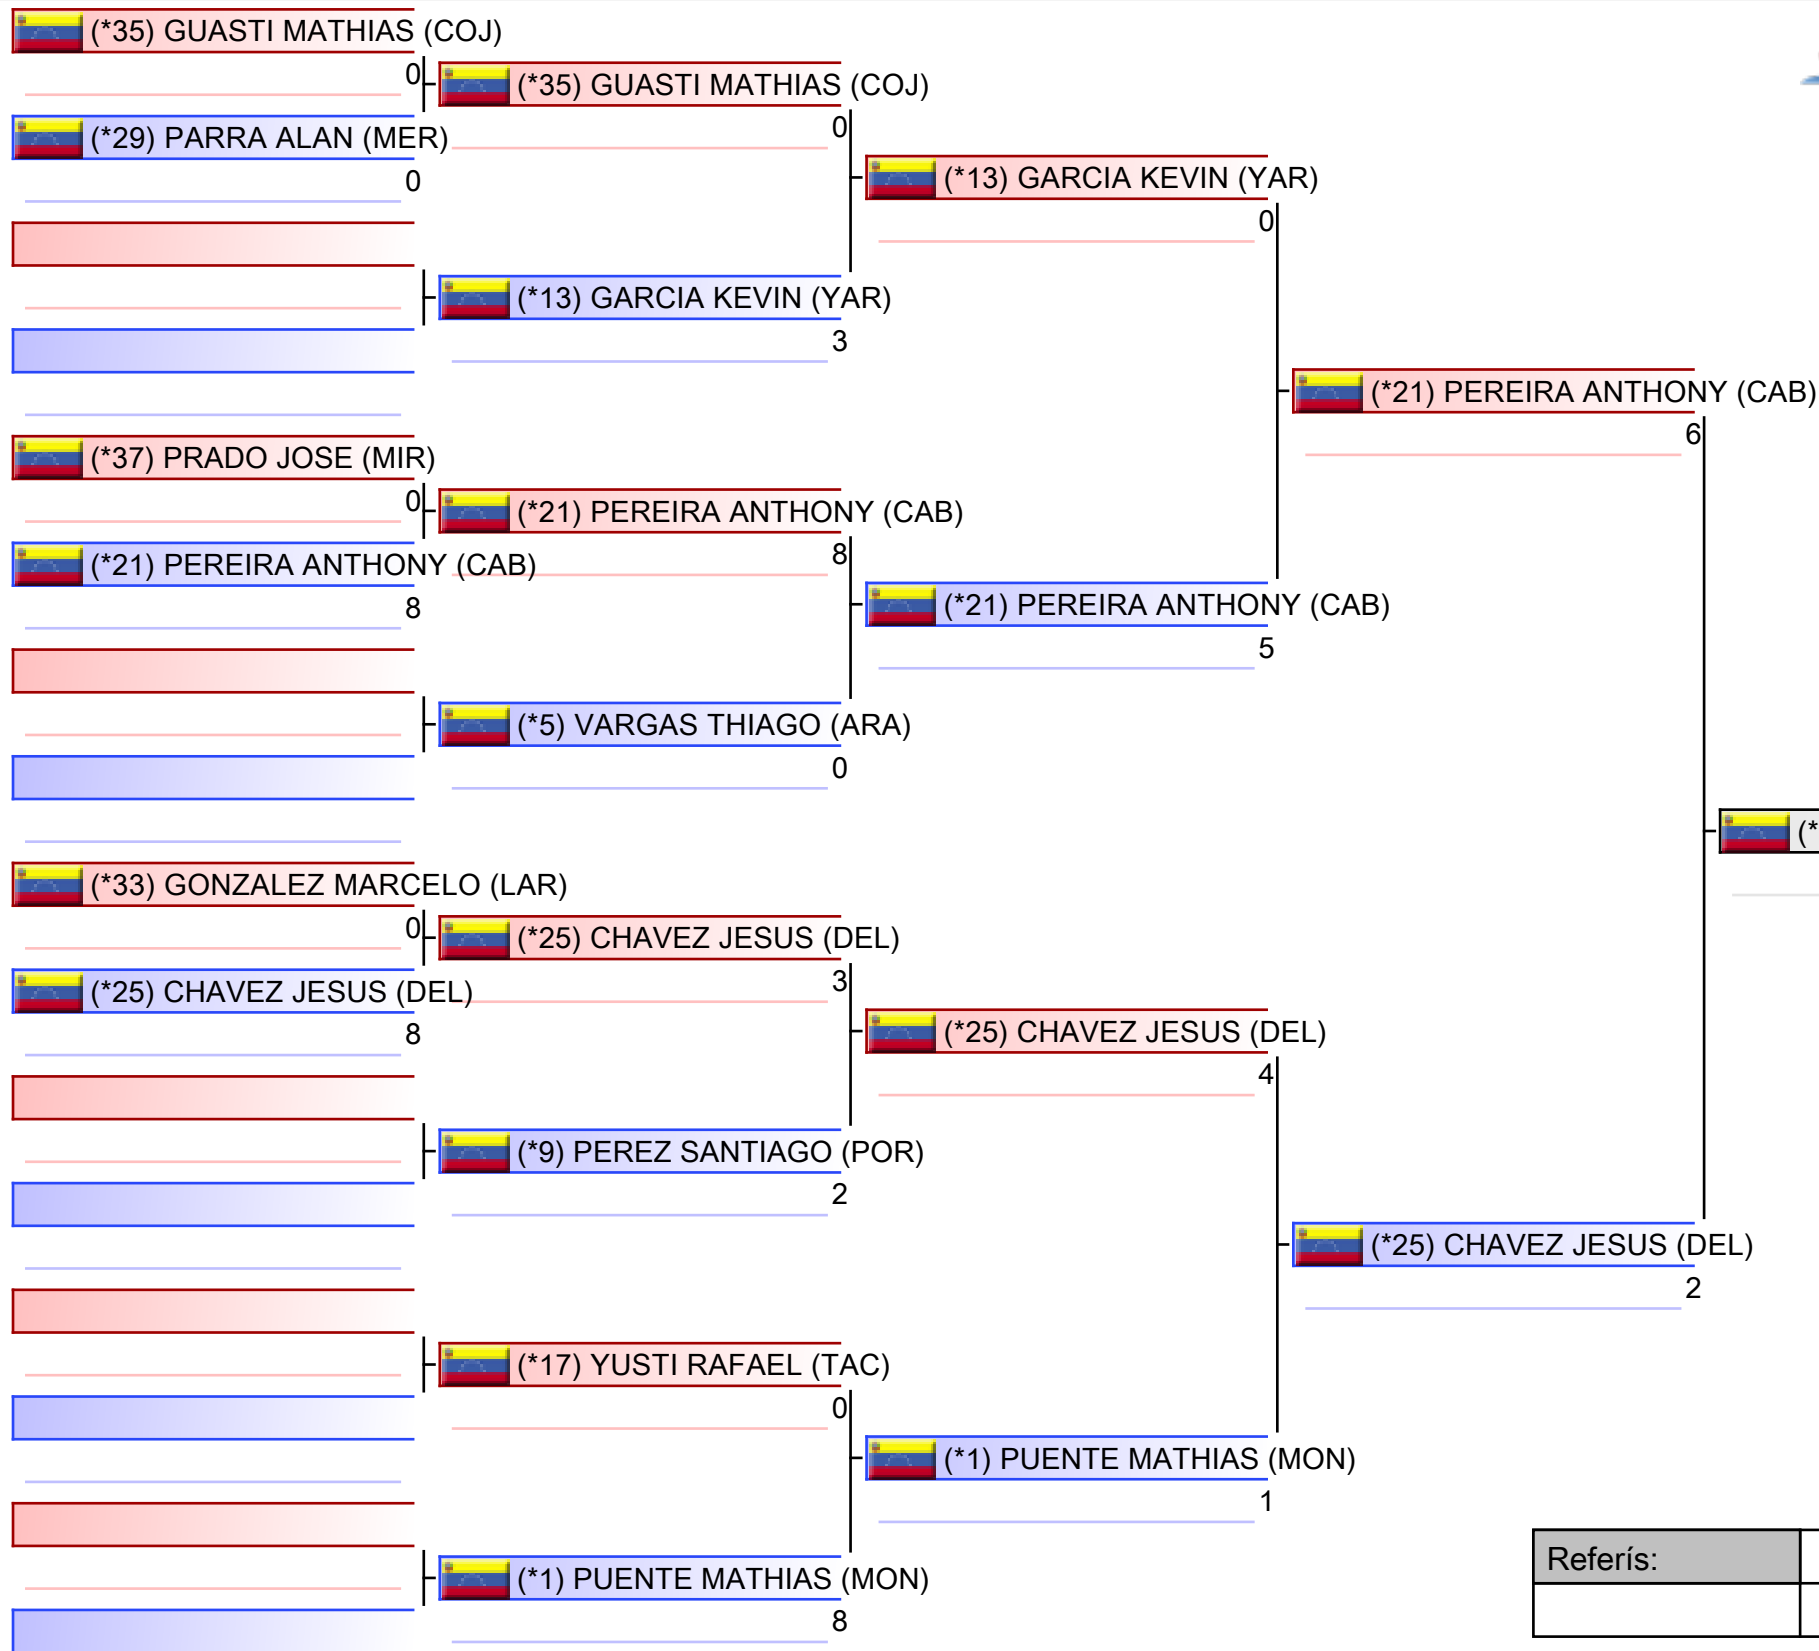 (*35) GUASTI MATHIAS (COJ)
0
(*29) PARRA ALAN (MER)
0
(*37) PRADO JOSE (MIR)
0
(*21) PEREIRA ANTHONY (CAB)
8
(*33) GONZALEZ MARCELO (LAR)
0
(*25) CHAVEZ JESUS (DEL)
8
(*35) GUASTI MATHIAS (COJ)
0
(*13) GARCIA KEVIN (YAR)
3
(*21) PEREIRA ANTHONY (CAB)
8
(*5) VARGAS THIAGO (ARA)
0
(*25) CHAVEZ JESUS (DEL)
3
(*9) PEREZ SANTIAGO (POR)
2
(*17) YUSTI RAFAEL (TAC)
0
(*1) PUENTE MATHIAS (MON)
8
(*13) GARCIA KEVIN (YAR)
0
(*21) PEREIRA ANTHONY (CAB)
5
(*25) CHAVEZ JESUS (DEL)
4
(*1) PUENTE MATHIAS (MON)
1
(*21) PEREIRA ANTHONY (CAB)
6
(*25) CHAVEZ JESUS (DEL)
2
(*
Referís: